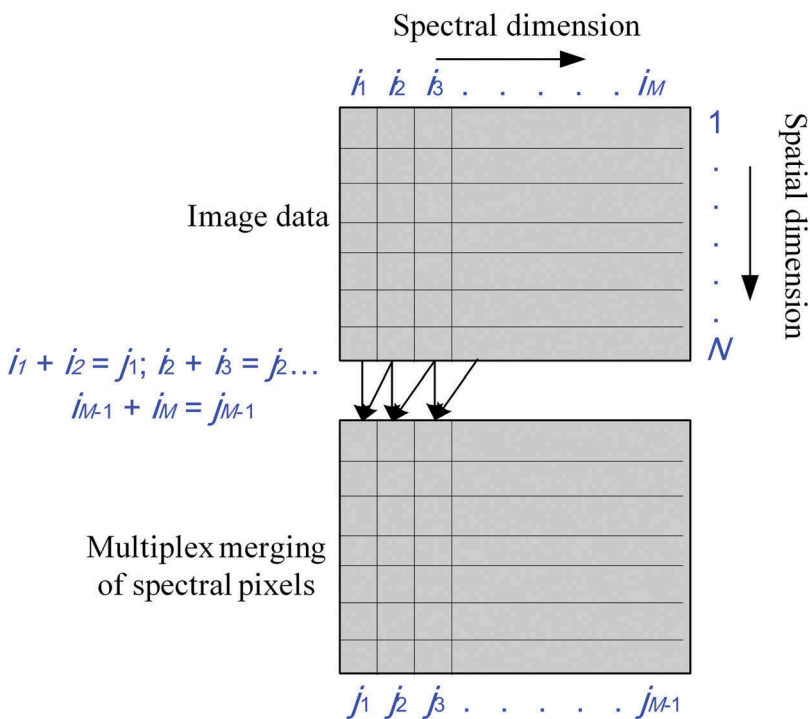 Spectral dimension
i1 i2 i3 . . . . . iM
1
.
.
.
.
.
N
Spatial dimension
Image data
i1 + i2 = j1; i2 + i3 = j2...
iM-1 + iM = jM-1
Multiplex merging
of spectral pixels
j1 j2 j3 . . . . . jM-1